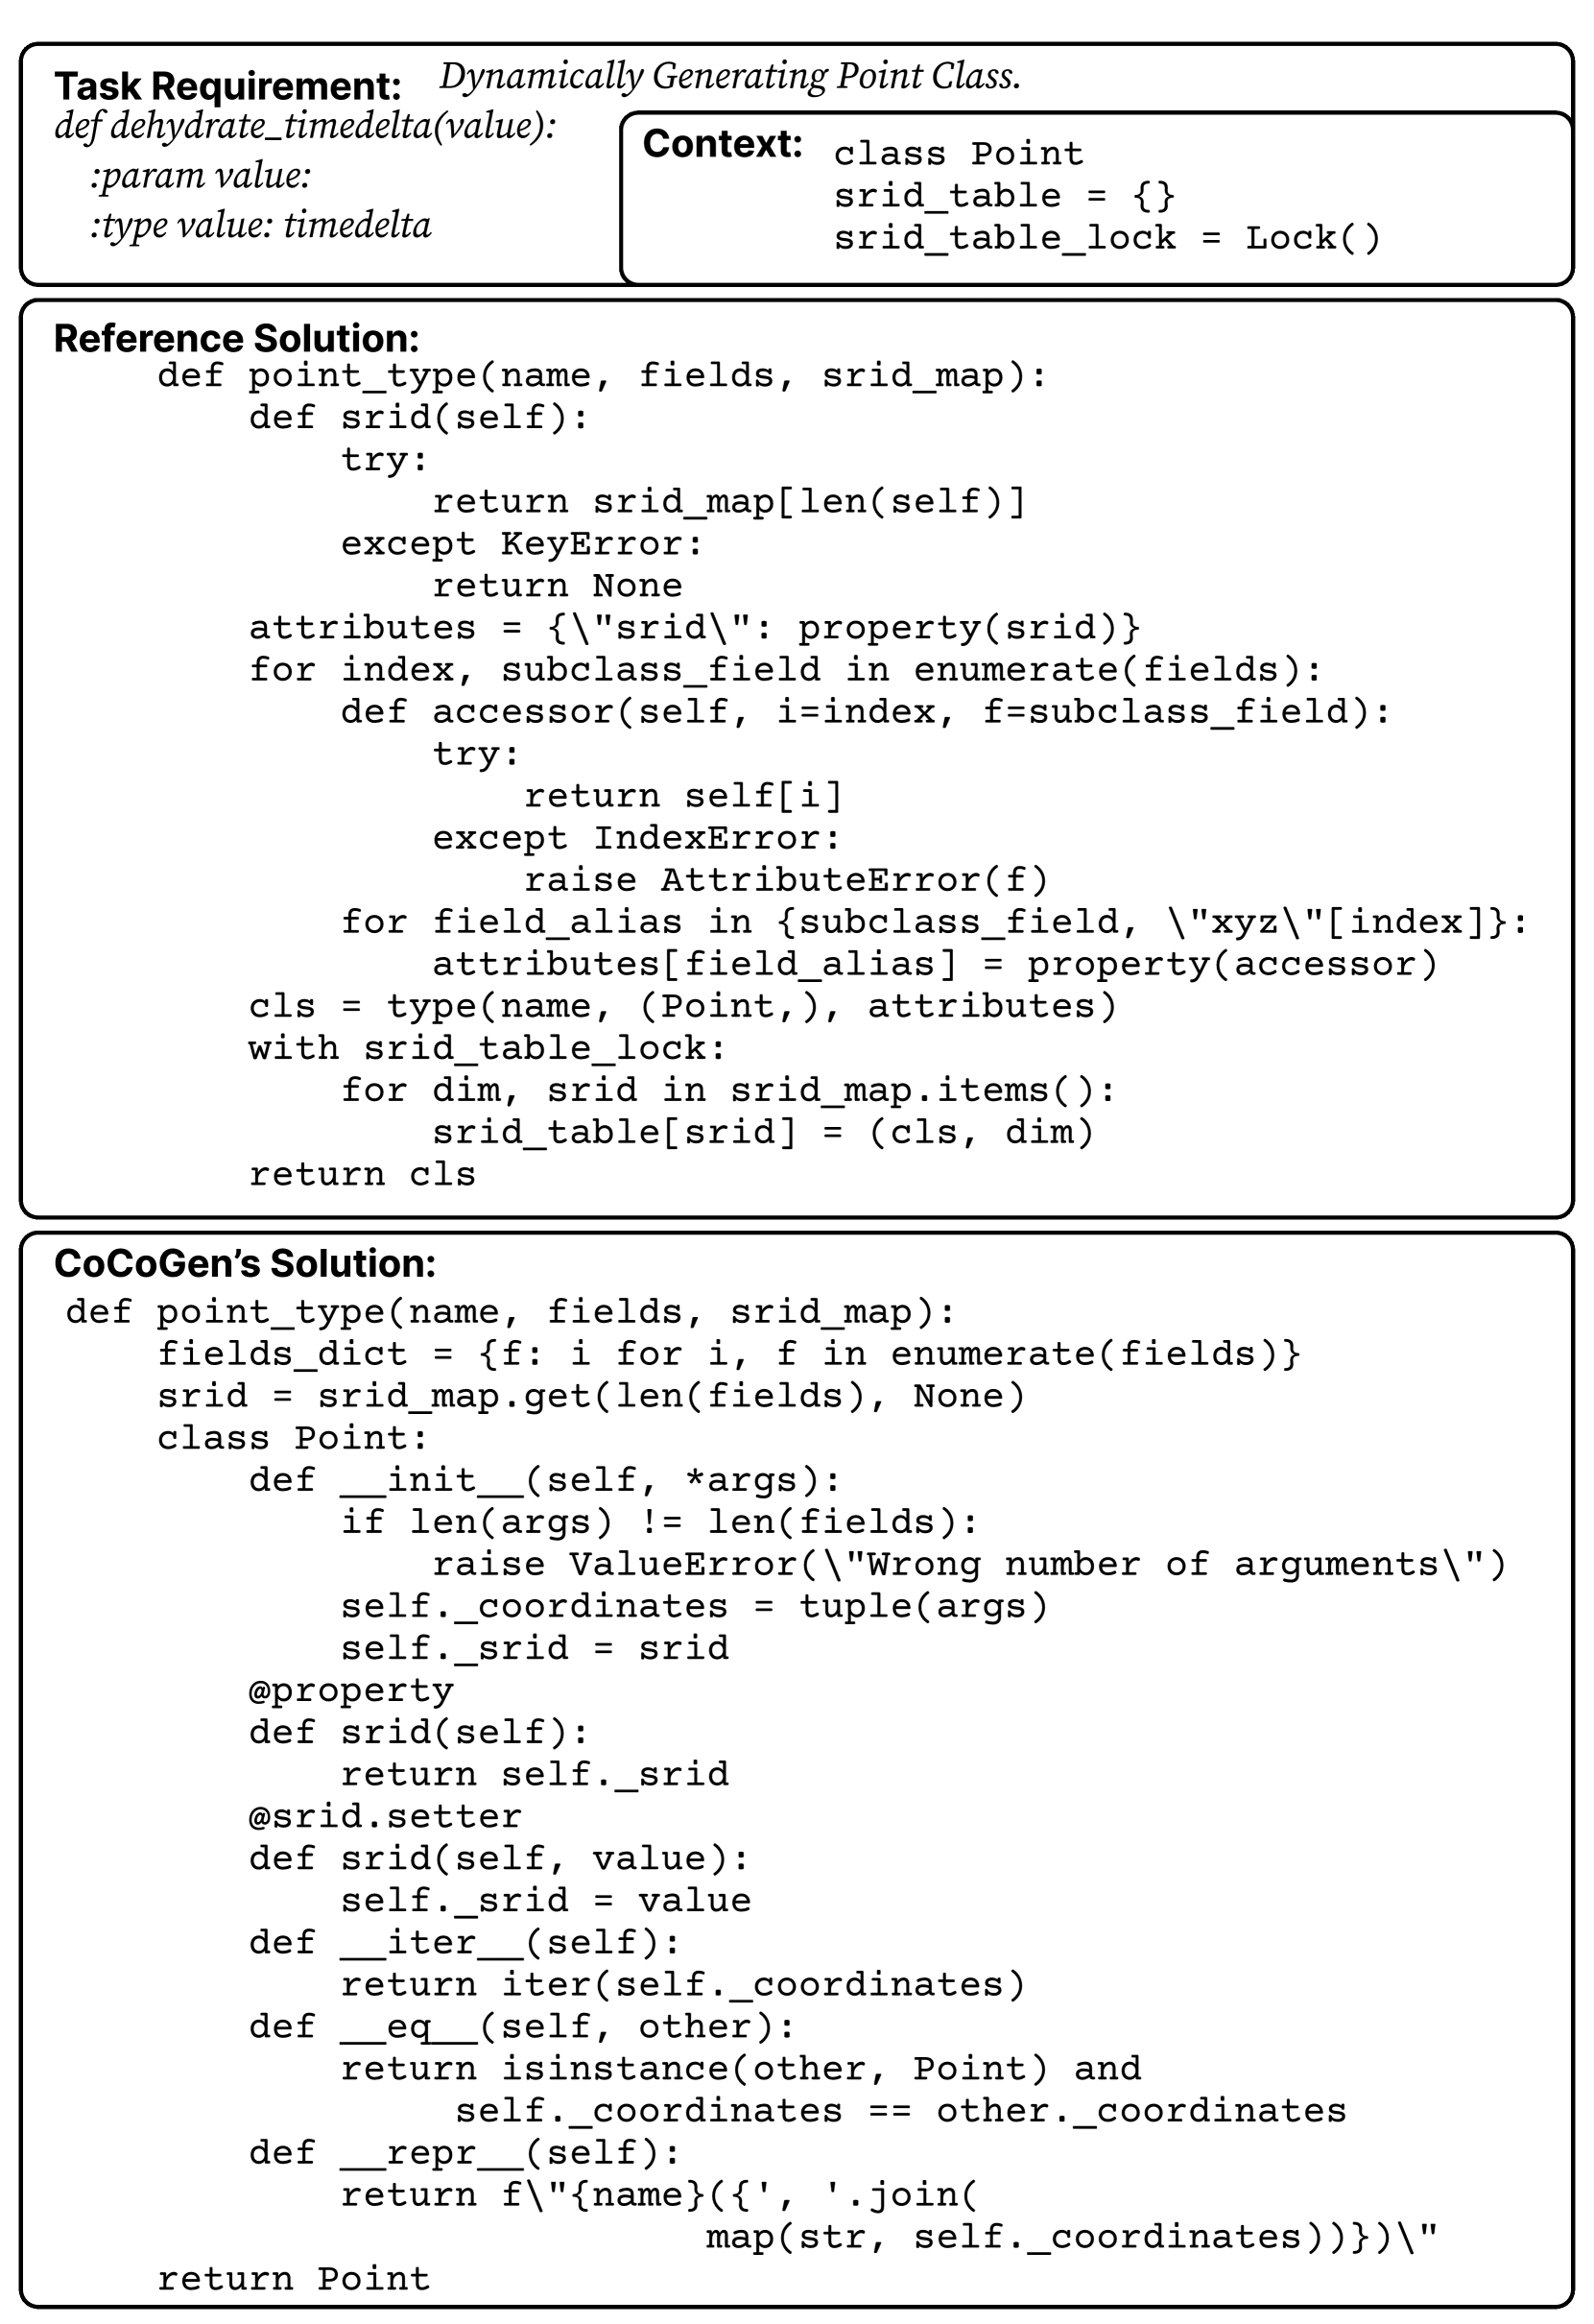 Task Requirement: Dynamically Generating Point Class.
def dehydrate_timedelta(value):
    :param value:
    :type value: timedelta
Context: class Point
srid_table = {}
srid_table_lock = Lock()
Reference Solution:
def point_type(name, fields, srid_map):
    def srid(self):
        try:
            return srid_map[len(self)]
        except KeyError:
            return None
    attributes = {\"srid\": property(srid)}
    for index, subclass_field in enumerate(fields):
        def accessor(self, i=index, f=subclass_field):
            try:
                return self[i]
            except IndexError:
                raise AttributeError(f)
        for field_alias in {subclass_field, \"xyz\"[index]}:
            attributes[field_alias] = property(accessor)
    cls = type(name, (Point,), attributes)
    with srid_table_lock:
        for dim, srid in srid_map.items():
            srid_table[srid] = (cls, dim)
    return cls
CoCoGen’s Solution:
def point_type(name, fields, srid_map):
    fields_dict = {f: i for i, f in enumerate(fields)}
    srid = srid_map.get(len(fields), None)
    class Point:
        def __init__(self, *args):
            if len(args) != len(fields):
                raise ValueError(\"Wrong number of arguments\")
            self._coordinates = tuple(args)
            self._srid = srid
        @property
        def srid(self):
            return self._srid
        @srid.setter
        def srid(self, value):
            self._srid = value
        def __iter__(self):
            return iter(self._coordinates)
        def __eq__(self, other):
            return isinstance(other, Point) and
                 self._coordinates == other._coordinates
        def __repr__(self):
            return f\"{name}({', '.join(
                            map(str, self._coordinates))})\"
    return Point